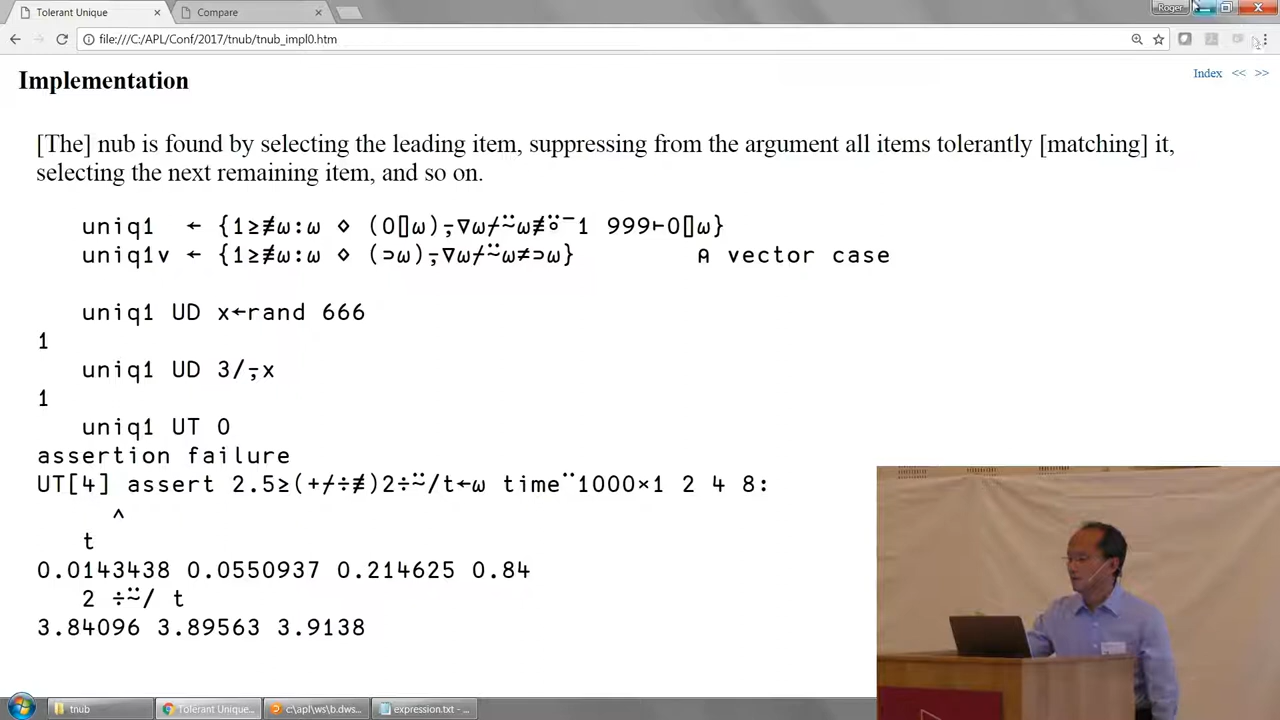 Tolerant Unique
Compare
Roger
file:///C:/APL/Conf/2017/tnub/tnub_impl0.htm
Implementation
Index << >>
[The] nub is found by selecting the leading item, suppressing from the argument all items tolerantly [matching] it,
selecting the next remaining item, and so on.
uniq1 ← {1≥≢⍵:⍵ ⋄ (0⌷⍵)⍪∇⍵⌿⍨⍵≢⍤¯1 99⊢0⌷⍵}
uniq1v ← {1≥≢⍵:⍵ ⋄ (⊃⍵)⍪∇⍵⌿⍨⍵≠⊃⍵} ⍝ vector case
uniq1 UD x←rand 666
1
uniq1 UD 3/⍪x
1
uniq1 UT 0
assertion failure
UT[4] assert 2.5≥(+⌿÷≢)2÷⍨/t←⍵ time¨1000×1 2 4 8:
^
t
0.0143438 0.0550937 0.214625 0.84
2 ÷⍨/ t
3.84096 3.89563 3.9138
tnub
Tolerant Unique...
c:\apl\ws\b.dws...
expression.txt - ...